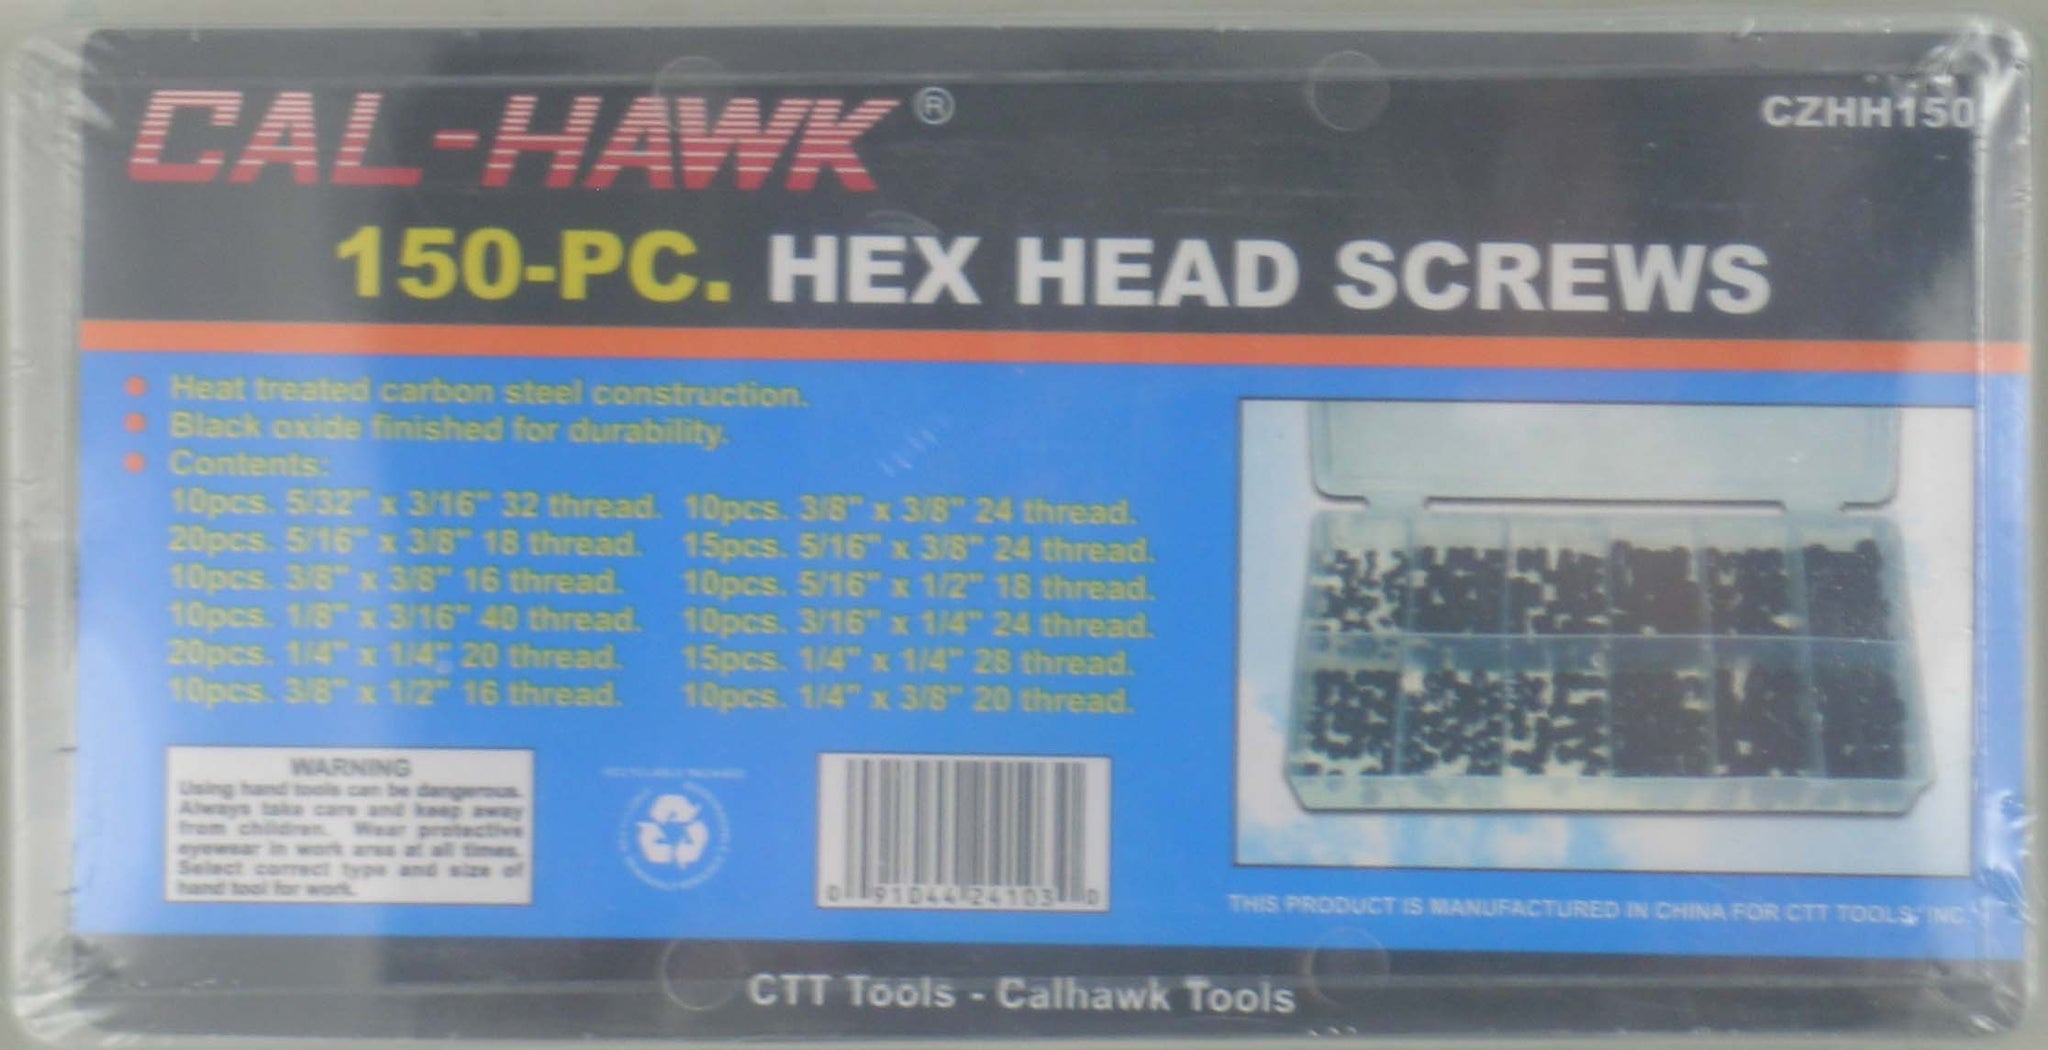 CAL-HAWK®
CZHH150
150-PC. HEX HEAD SCREWS
Heat treated carbon steel construction.
Black oxide finished for durability.
Contents:
10pcs. 5/32" x 3/16" 32 thread.
20pcs. 5/16" x 3/8" 18 thread.
10pcs. 3/8" x 3/8" 16 thread.
10pcs. 1/8" x 3/16" 40 thread.
20pcs. 1/4" x 1/4" 20 thread.
10pcs. 3/8" x 1/2" 16 thread.
10pcs. 3/8" x 3/8" 24 thread.
15pcs. 5/16" x 3/8" 24 thread.
10pcs. 5/16" x 1/2" 18 thread.
10pcs. 3/16" x 1/4" 24 thread.
15pcs. 1/4" x 1/4" 28 thread.
10pcs. 1/4" x 3/8" 20 thread.
WARNING
Using hand tools can be dangerous.
Always take care and keep away
from children. Wear protective
eyewear in work area at all times.
Select correct type and size of
hand tool for work.
0 91044 24103 0
THIS PRODUCT IS MANUFACTURED IN CHINA FOR CTT TOOLS, INC.
CTT Tools - Calhawk Tools